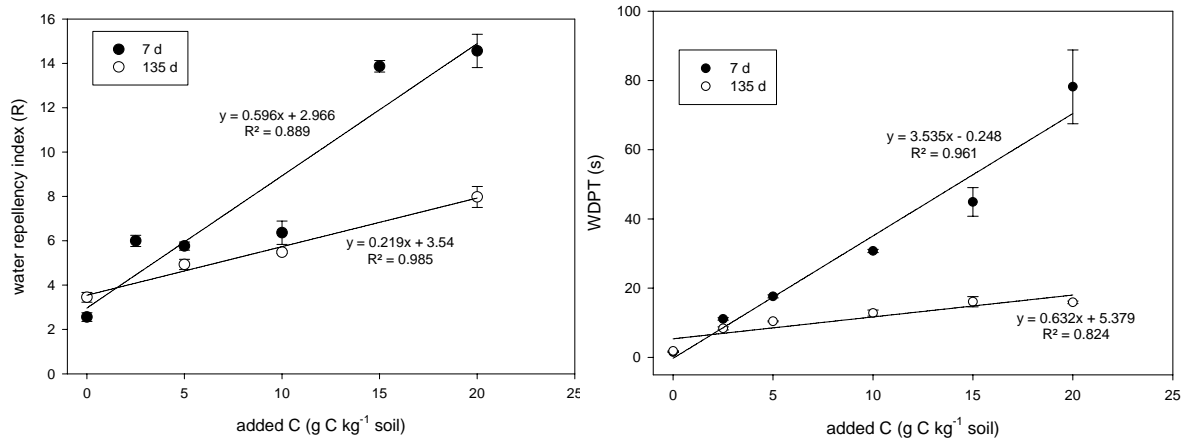 16
14
12
10
8
6
4
2
0
water repellency index (R)
7 d
135 d
y = 0.596x + 2.966
R² = 0.889
y = 0.219x + 3.54
R² = 0.985
0 5 10 15 20 25
added C (g C kg⁻¹ soil)
100
80
60
40
20
0
WDPT (s)
7 d
135 d
y = 3.535x - 0.248
R² = 0.961
y = 0.632x + 5.379
R² = 0.824
0 5 10 15 20 25
added C (g C kg⁻¹ soil)